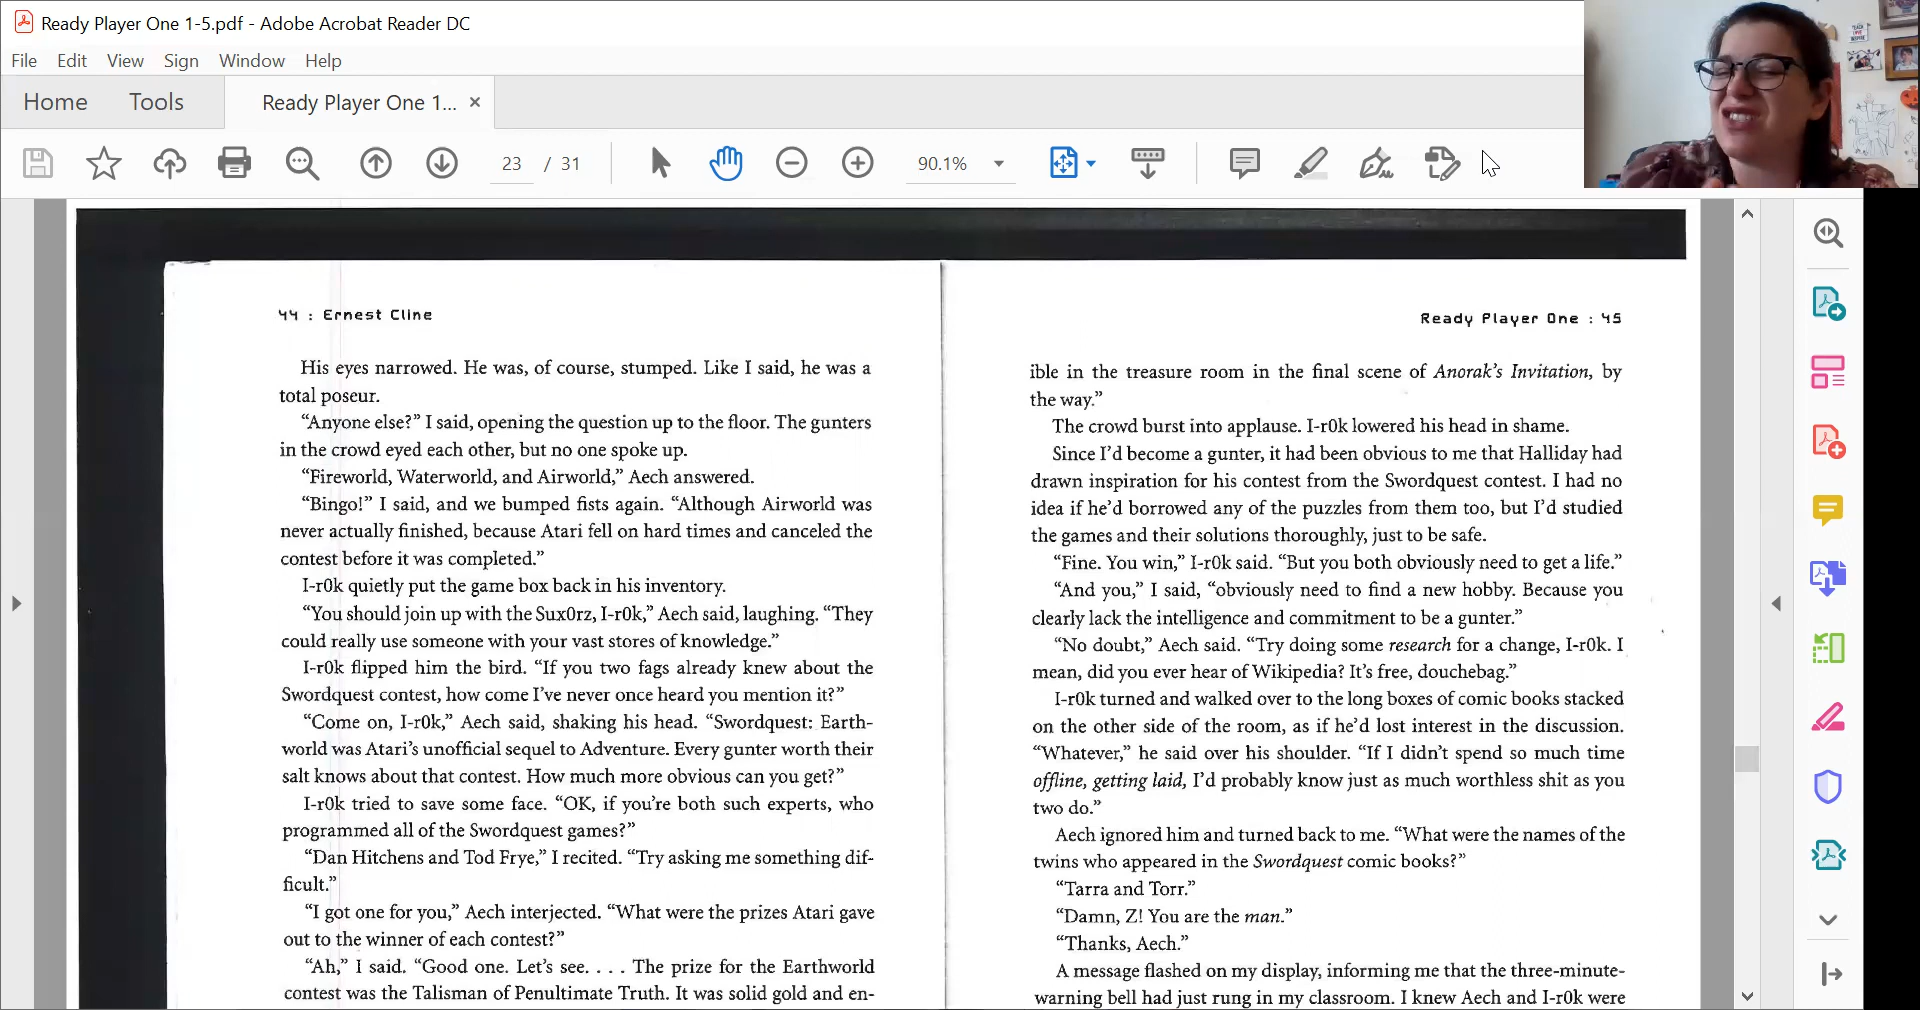 Ready Player One 1-5.pdf - Adobe Acrobat Reader DC
File Edit View Sign Window Help
Home Tools Ready Player One 1... ×
23 / 31 90.1%
44 : Ernest Cline
His eyes narrowed. He was, of course, stumped. Like I said, he was a
total poseur.
“Anyone else?” I said, opening the question up to the floor. The gunters
in the crowd eyed each other, but no one spoke up.
“Fireworld, Waterworld, and Airworld,” Aech answered.
“Bingo!” I said, and we bumped fists again. “Although Airworld was
never actually finished, because Atari fell on hard times and canceled the
contest before it was completed.”
I-r0k quietly put the game box back in his inventory.
“You should join up with the Sux0rz, I-r0k,” Aech said, laughing. “They
could really use someone with your vast stores of knowledge.”
I-r0k flipped him the bird. “If you two fags already knew about the
Swordquest contest, how come I’ve never once heard you mention it?”
“Come on, I-r0k,” Aech said, shaking his head. “Swordquest: Earth-
world was Atari’s unofficial sequel to Adventure. Every gunter worth their
salt knows about that contest. How much more obvious can you get?”
I-r0k tried to save some face. “OK, if you’re both such experts, who
programmed all of the Swordquest games?”
“Dan Hitchens and Tod Frye,” I recited. “Try asking me something dif-
ficult.”
“I got one for you,” Aech interjected. “What were the prizes Atari gave
out to the winner of each contest?”
“Ah,” I said. “Good one. Let’s see. . . . The prize for the Earthworld
contest was the Talisman of Penultimate Truth. It was solid gold and en-
Ready Player One : 45
ible in the treasure room in the final scene of Anorak’s Invitation, by
the way.”
The crowd burst into applause. I-r0k lowered his head in shame.
Since I’d become a gunter, it had been obvious to me that Halliday had
drawn inspiration for his contest from the Swordquest contest. I had no
idea if he’d borrowed any of the puzzles from them too, but I’d studied
the games and their solutions thoroughly, just to be safe.
“Fine. You win,” I-r0k said. “But you both obviously need to get a life.”
“And you,” I said, “obviously need to find a new hobby. Because you
clearly lack the intelligence and commitment to be a gunter.”
“No doubt,” Aech said. “Try doing some research for a change, I-r0k. I
mean, did you ever hear of Wikipedia? It’s free, douchebag.”
I-r0k turned and walked over to the long boxes of comic books stacked
on the other side of the room, as if he’d lost interest in the discussion.
“Whatever,” he said over his shoulder. “If I didn’t spend so much time
offline, getting laid, I’d probably know just as much worthless shit as you
two do.”
Aech ignored him and turned back to me. “What were the names of the
twins who appeared in the Swordquest comic books?”
“Tarra and Torr.”
“Damn, Z! You are the man.”
“Thanks, Aech.”
A message flashed on my display, informing me that the three-minute-
warning bell had just rung in my classroom. I knew Aech and I-r0k were